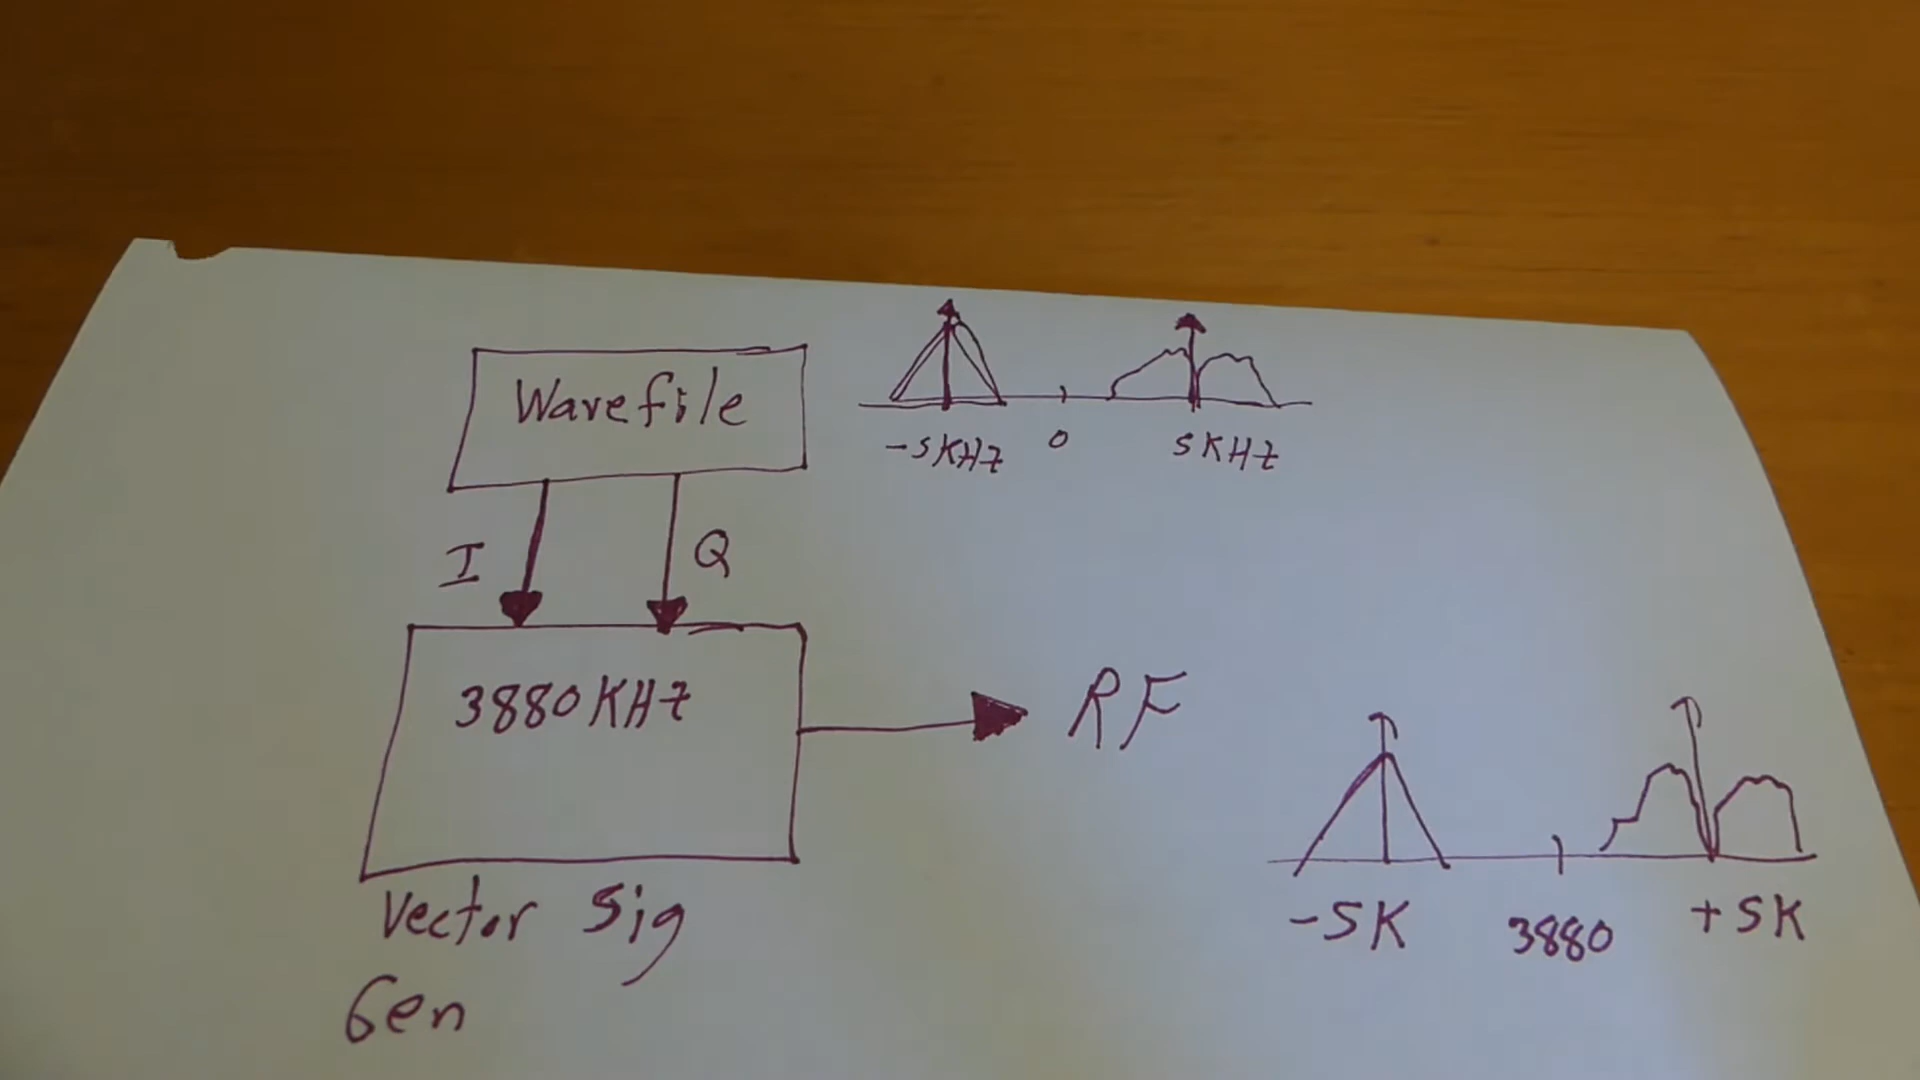 Wavefile
-5KHz 0 5KHz
I Q
3880KHz
RF
-5K 3880 +5K
Vector Sig
Gen